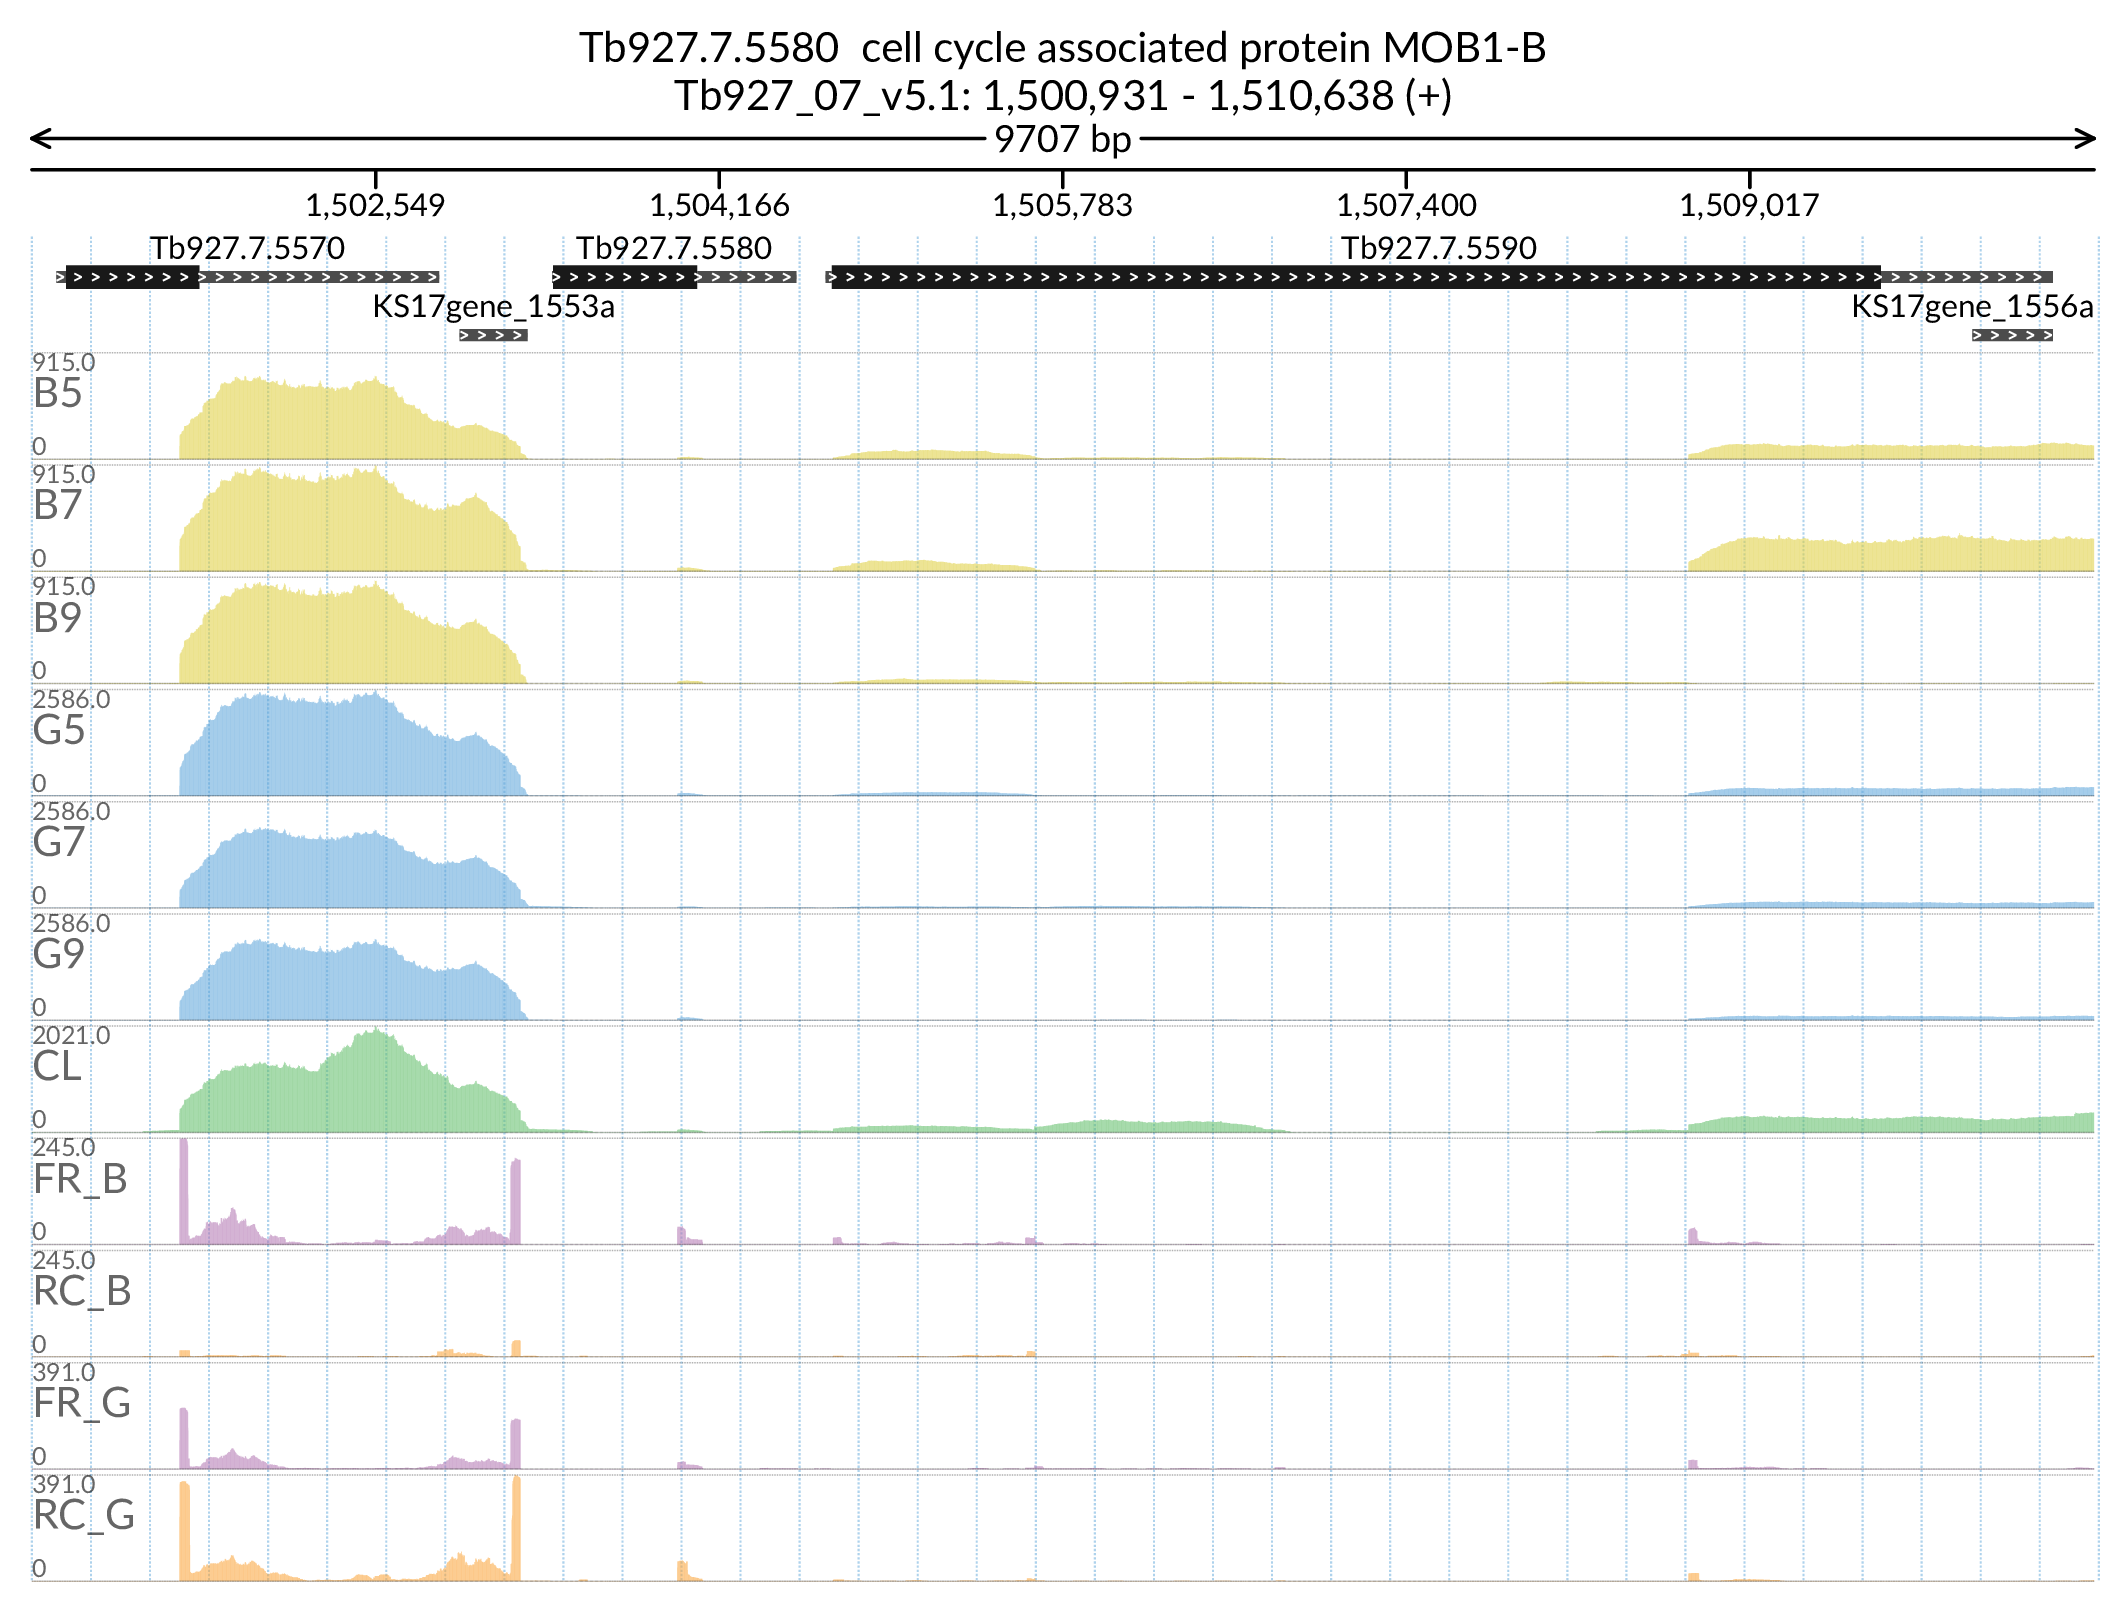 Tb927.7.5580  cell cycle associated protein MOB1-B
Tb927_07_v5.1: 1,500,931 - 1,510,638 (+)
9707 bp
1,502,549 1,504,166 1,505,783 1,507,400 1,509,017
Tb927.7.5570 Tb927.7.5580 Tb927.7.5590
KS17gene_1553a KS17gene_1556a
915.0
B5
0
915.0
B7
0
915.0
B9
0
2586.0
G5
0
2586.0
G7
0
2586.0
G9
0
2021.0
CL
0
245.0
FR_B
0
245.0
RC_B
0
391.0
FR_G
0
391.0
RC_G
0